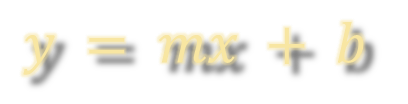 y = mx + b